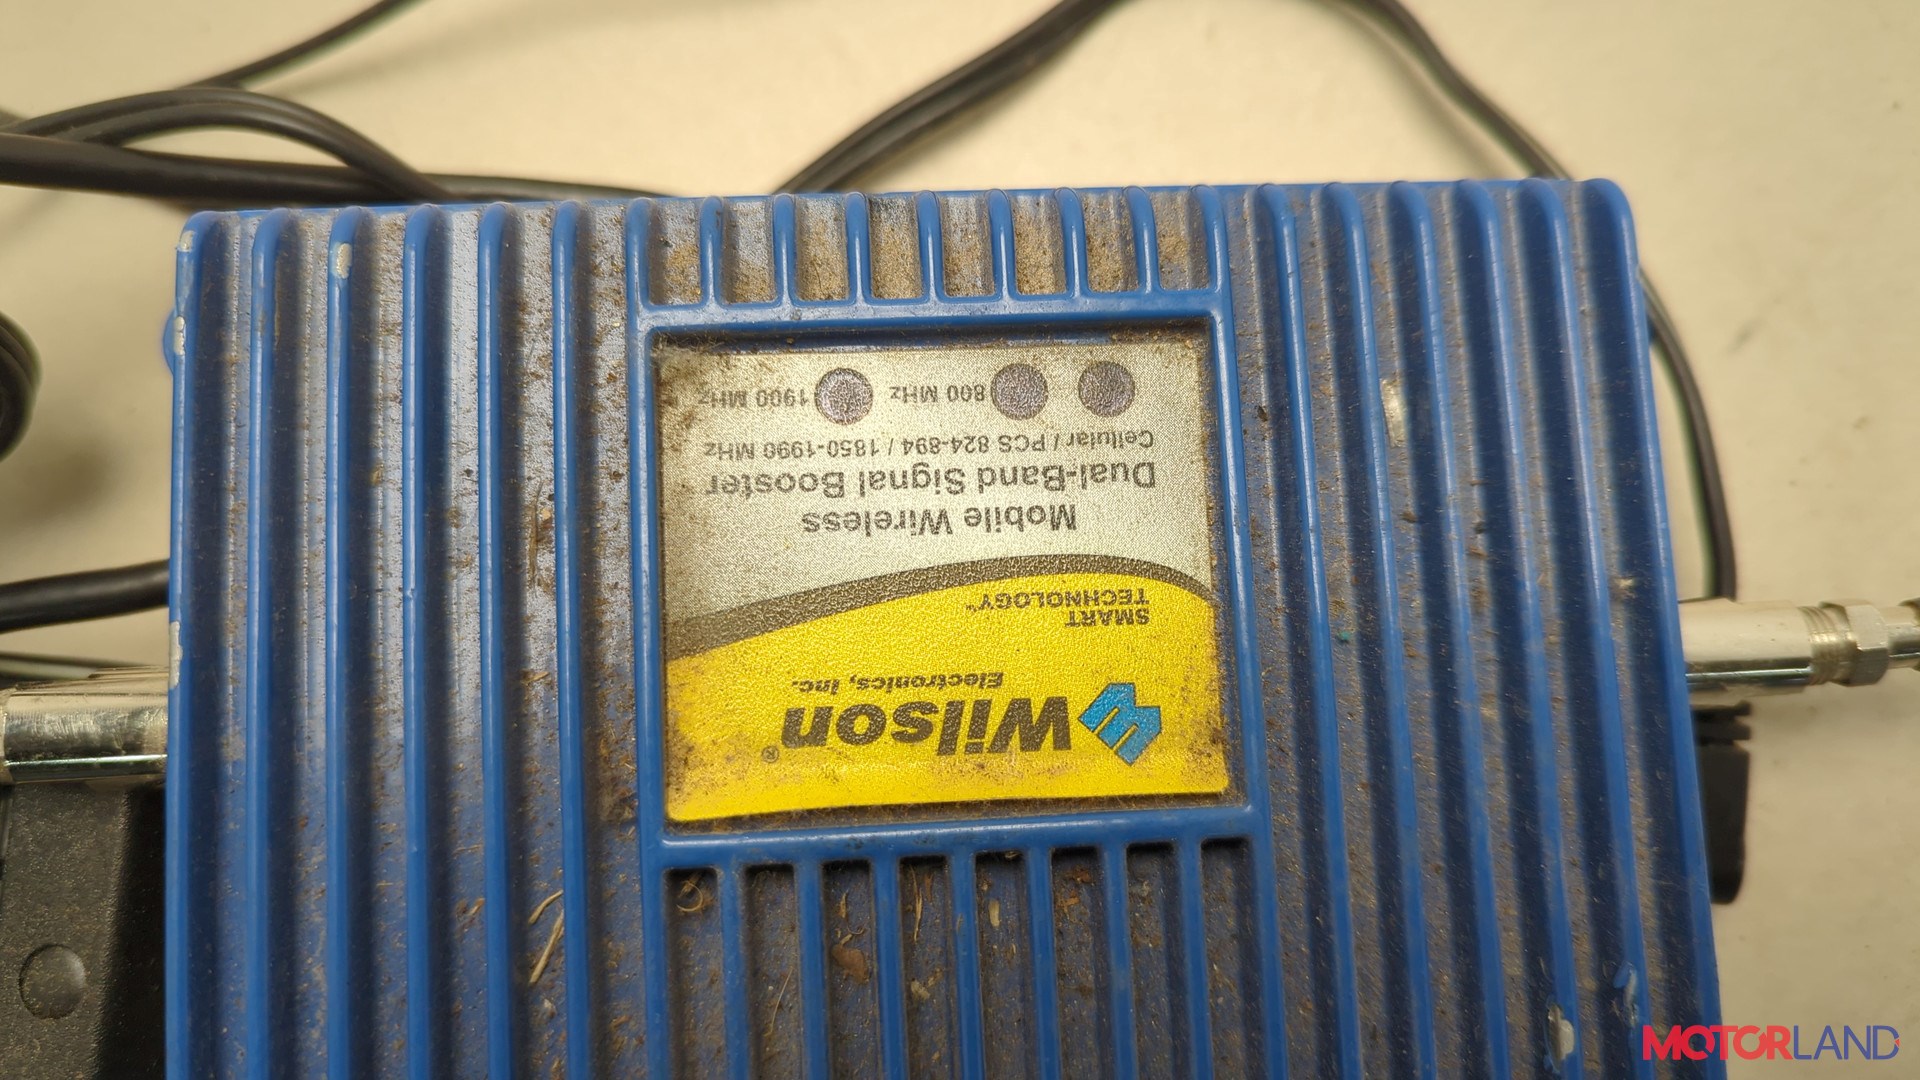 Wilson®
Electronics, Inc.
SMART
TECHNOLOGY™
Mobile Wireless
Dual-Band Signal Booster
Cellular / PCS 824-894 / 1850-1990 MHz
800 MHz 1900 MHz
MOTORLAND